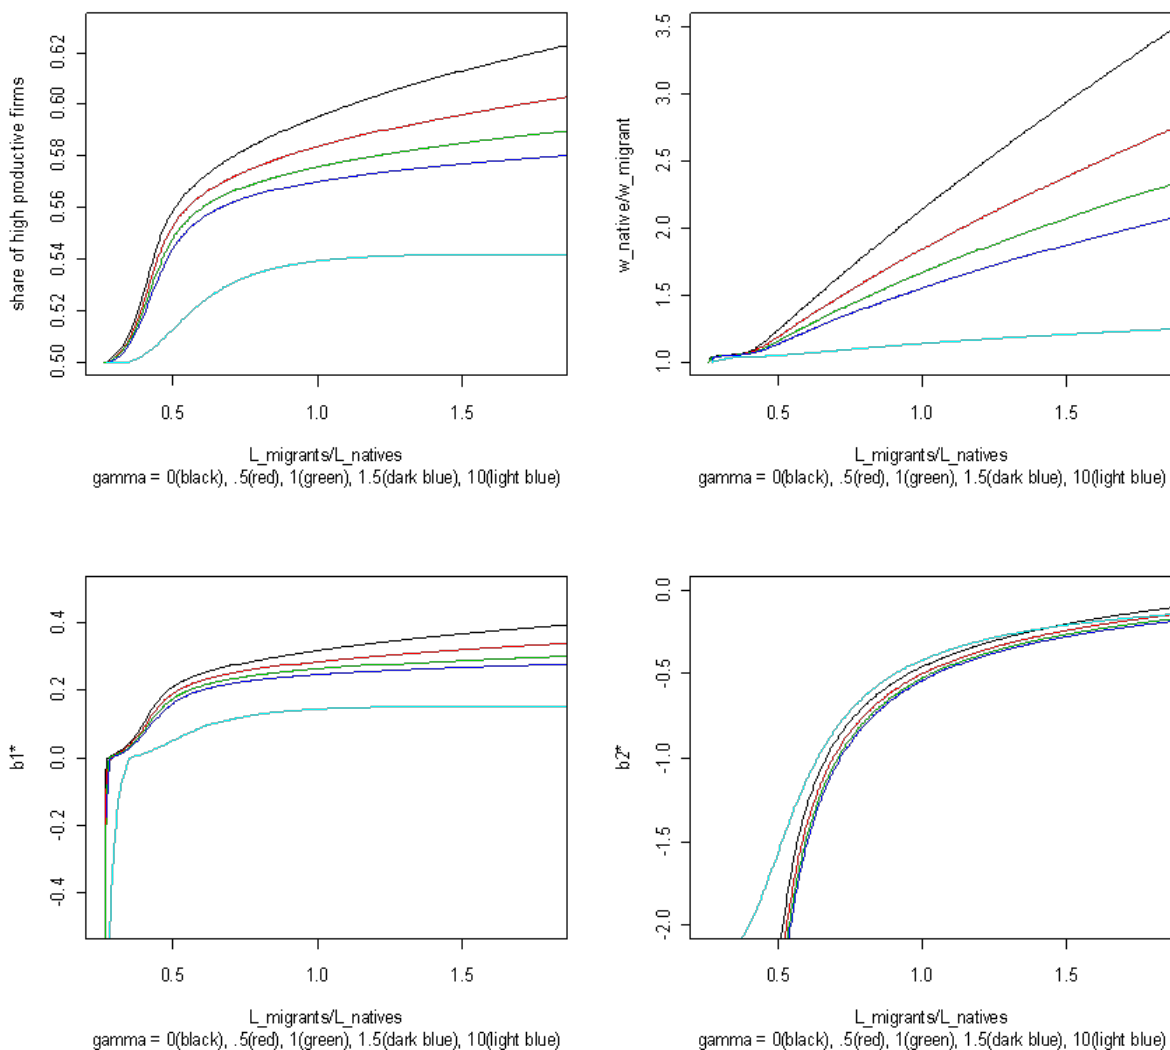 share of high productive firms
0.50 0.52 0.54 0.56 0.58 0.60 0.62
0.5 1.0 1.5
L_migrants/L_natives
gamma = 0(black), .5(red), 1(green), 1.5(dark blue), 10(light blue)
w_native/w_migrant
1.0 1.5 2.0 2.5 3.0 3.5
0.5 1.0 1.5
L_migrants/L_natives
gamma = 0(black), .5(red), 1(green), 1.5(dark blue), 10(light blue)
b1*
-0.4 -0.2 0.0 0.2 0.4
0.5 1.0 1.5
L_migrants/L_natives
gamma = 0(black), .5(red), 1(green), 1.5(dark blue), 10(light blue)
b2*
-2.0 -1.5 -1.0 -0.5 0.0
0.5 1.0 1.5
L_migrants/L_natives
gamma = 0(black), .5(red), 1(green), 1.5(dark blue), 10(light blue)